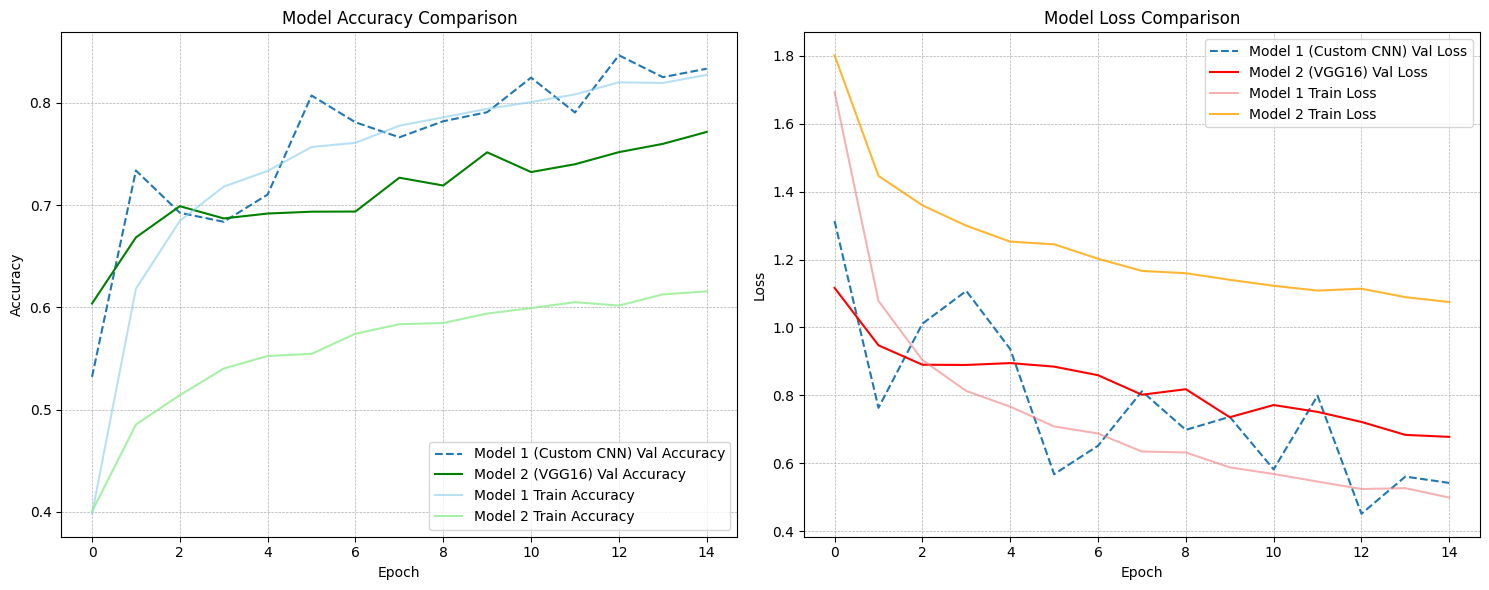 Model Accuracy Comparison
Accuracy
0.8
0.7
0.6
0.5
0.4
0 2 4 6 8 10 12 14
Epoch
Model 1 (Custom CNN) Val Accuracy
Model 2 (VGG16) Val Accuracy
Model 1 Train Accuracy
Model 2 Train Accuracy
Model Loss Comparison
Loss
1.8
1.6
1.4
1.2
1.0
0.8
0.6
0.4
0 2 4 6 8 10 12 14
Epoch
Model 1 (Custom CNN) Val Loss
Model 2 (VGG16) Val Loss
Model 1 Train Loss
Model 2 Train Loss